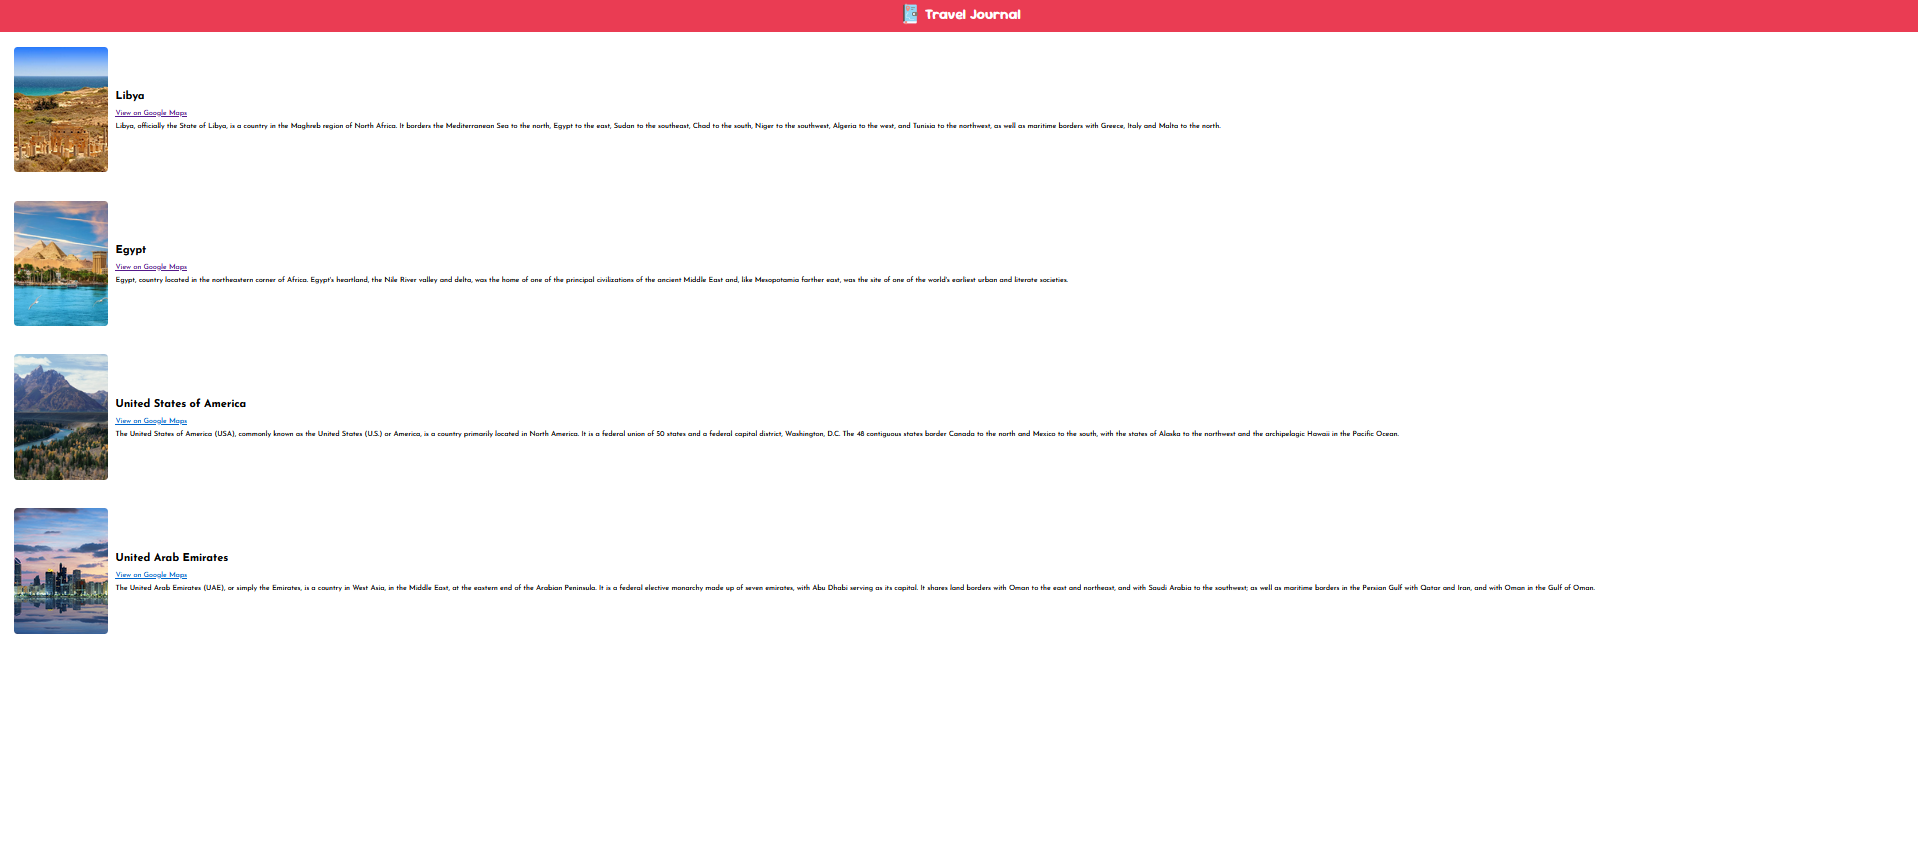 Travel Journal
Libya
View on Google Maps
Libya, officially the State of Libya, is a country in the Maghreb region of North Africa. It borders the Mediterranean Sea to the north, Egypt to the east, Sudan to the southeast, Chad to the south, Niger to the southwest, Algeria to the west, and Tunisia to the northwest, as well as maritime borders with Greece, Italy and Malta to the north.
Egypt
View on Google Maps
Egypt, country located in the northeastern corner of Africa. Egypt's heartland, the Nile River valley and delta, was the home of one of the principal civilizations of the ancient Middle East and, like Mesopotamia farther east, was the site of one of the world's earliest urban and literate societies.
United States of America
View on Google Maps
The United States of America (USA), commonly known as the United States (U.S.) or America, is a country primarily located in North America. It is a federal union of 50 states and a federal capital district, Washington, D.C. The 48 contiguous states border Canada to the north and Mexico to the south, with the states of Alaska to the northwest and the archipelagic Hawaii in the Pacific Ocean.
United Arab Emirates
View on Google Maps
The United Arab Emirates (UAE), or simply the Emirates, is a country in West Asia, in the Middle East, at the eastern end of the Arabian Peninsula. It is a federal elective monarchy made up of seven emirates, with Abu Dhabi serving as its capital. It shares land borders with Oman to the east and northeast, and with Saudi Arabia to the southwest; as well as maritime borders in the Persian Gulf with Qatar and Iran, and with Oman in the Gulf of Oman.